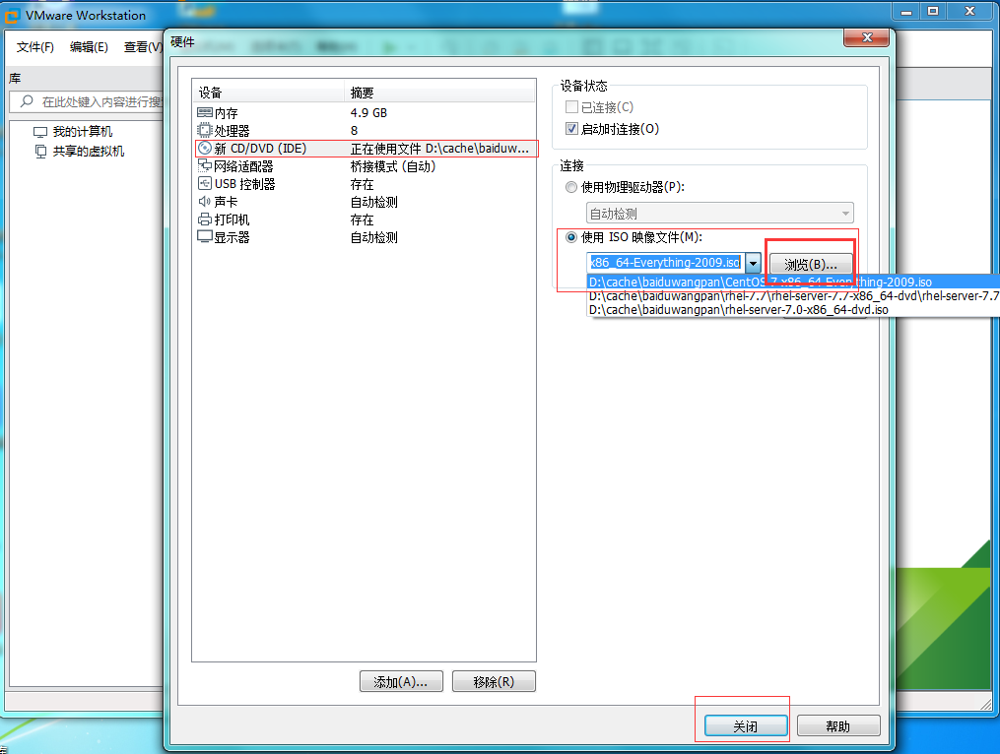 VMware Workstation
文件(F) 编辑(E) 查看(V)
硬件
库
在此处键入内容进行搜
我的计算机
共享的虚拟机
设备 摘要
内存 4.9 GB
处理器 8
新 CD/DVD (IDE) 正在使用文件 D:\cache\baiduw...
网络适配器 桥接模式 (自动)
USB 控制器 存在
声卡 自动检测
打印机 存在
显示器 自动检测
添加(A)... 移除(R)
设备状态
已连接(C)
启动时连接(O)
连接
使用物理驱动器(P):
自动检测
使用 ISO 映像文件(M):
x86_64-Everything-2009.iso 浏览(B)...
D:\cache\baiduwangpan\CentOS-7-x86_64-Everything-2009.iso
D:\cache\baiduwangpan\rhel-7.7\rhel-server-7.7-x86_64-dvd\rhel-server-7.7
D:\cache\baiduwangpan\rhel-server-7.0-x86_64-dvd.iso
关闭 帮助